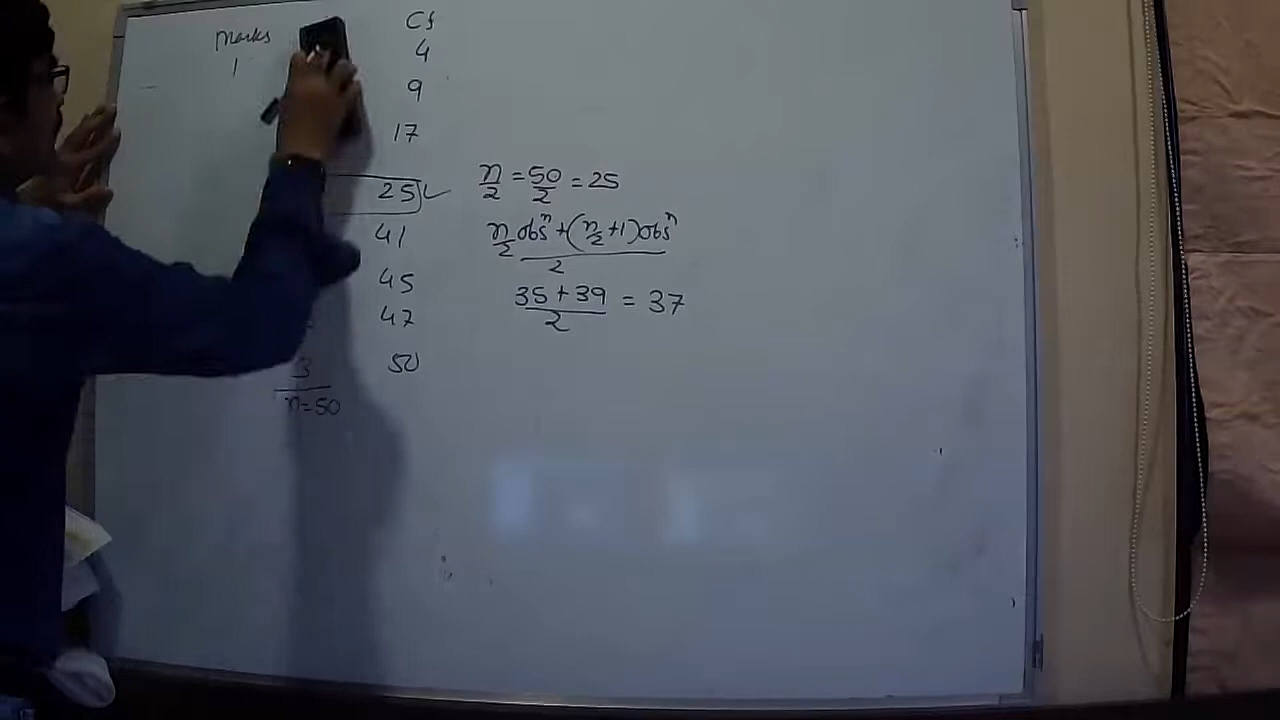 Marks Cf
1 4
9
17
25 ✓
n/2 = 50/2 = 25
41
n/2 obsⁿ + (n/2 + 1) obsⁿ
2
45
35 + 39 / 2 = 37
47
3 50
n = 50